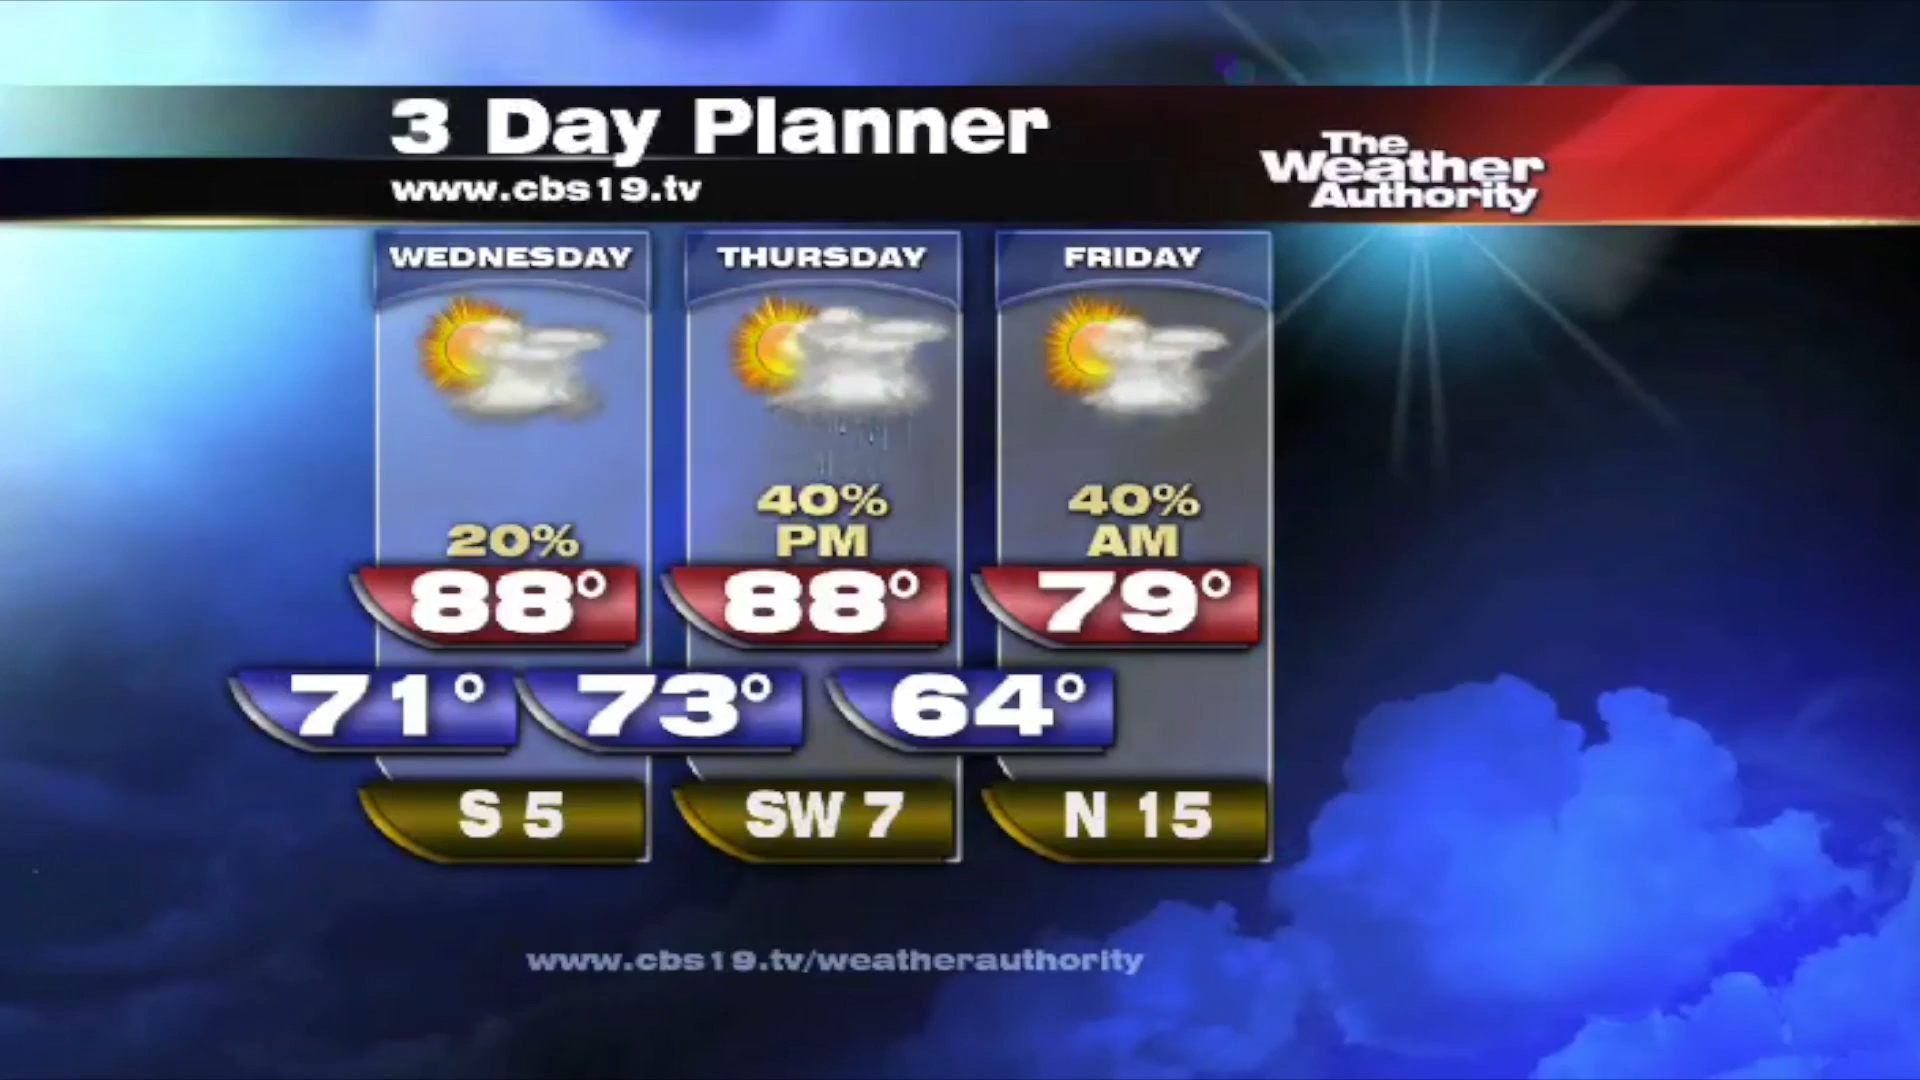 3 Day Planner
www.cbs19.tv
The
Weather
Authority
WEDNESDAY THURSDAY FRIDAY
20% 40% PM 40% AM
88° 88° 79°
71° 73° 64°
S 5 SW 7 N 15
www.cbs19.tv/weatherauthority